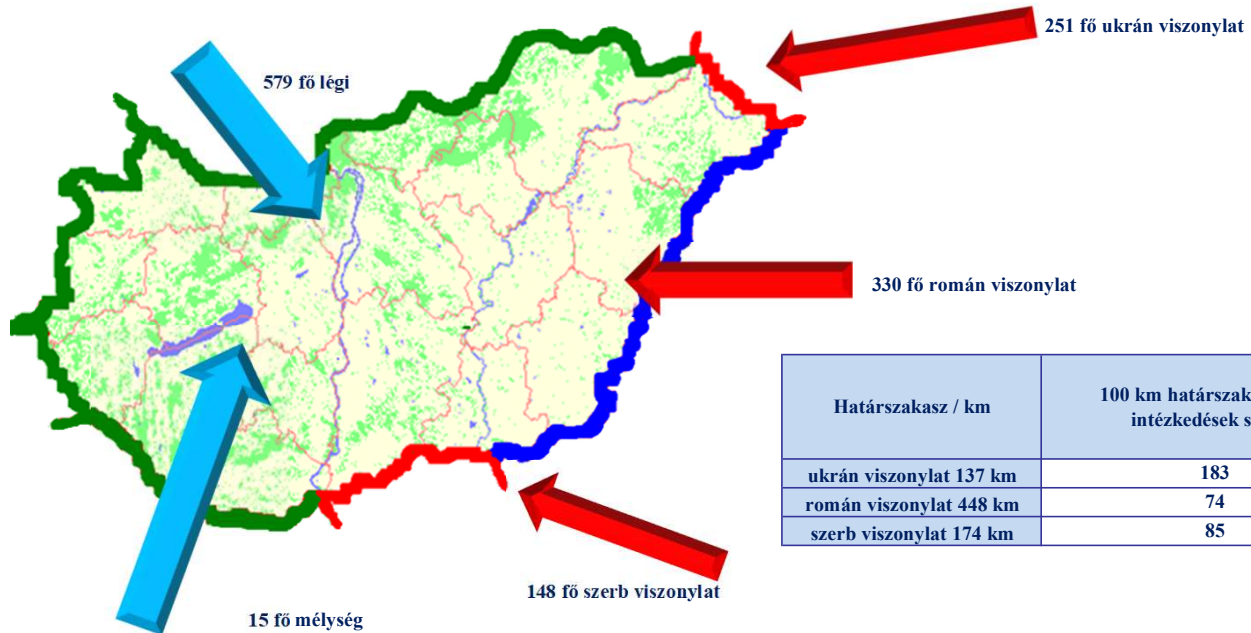 251 fő ukrán viszonylat
579 fő légi
330 fő román viszonylat
Határszakasz / km
100 km határszak
intézkedések s
ukrán viszonylat 137 km 183
román viszonylat 448 km 74
szerb viszonylat 174 km 85
148 fő szerb viszonylat
15 fő mélység